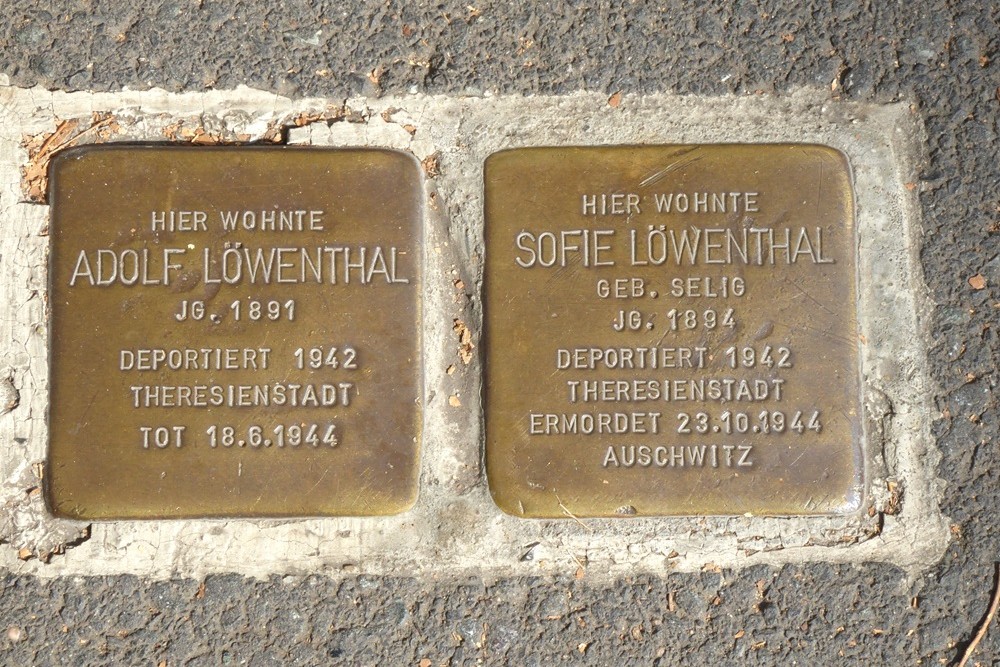 HIER WOHNTE
ADOLF LÖWENTHAL
JG. 1891
DEPORTIERT 1942
THERESIENSTADT
TOT 18.6.1944
HIER WOHNTE
SOFIE LÖWENTHAL
GEB. SELIG
JG. 1894
DEPORTIERT 1942
THERESIENSTADT
ERMORDET 23.10.1944
AUSCHWITZ